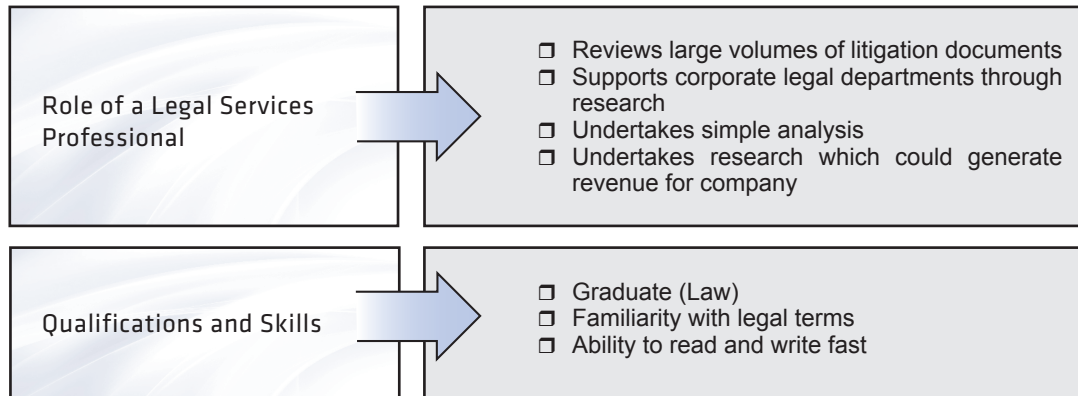 Role of a Legal Services
Professional
❒ Reviews large volumes of litigation documents
❒ Supports corporate legal departments through
research
❒ Undertakes simple analysis
❒ Undertakes research which could generate
revenue for company
Qualifications and Skills
❒ Graduate (Law)
❒ Familiarity with legal terms
❒ Ability to read and write fast